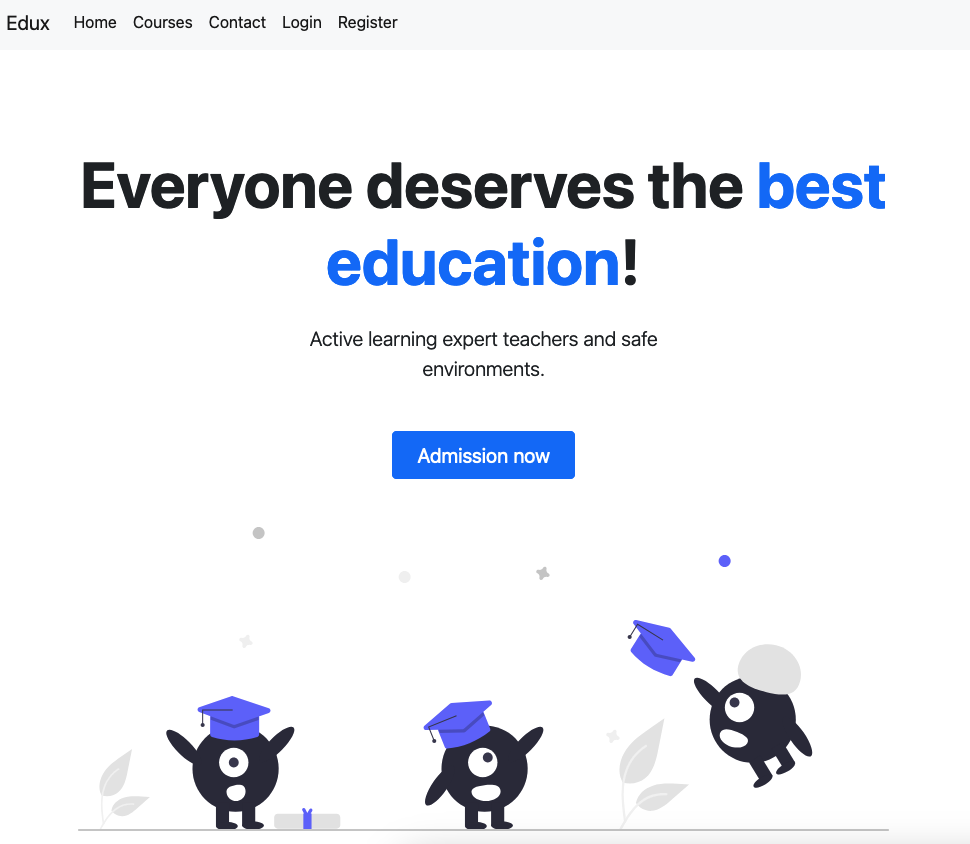 Edux Home Courses Contact Login Register
Everyone deserves the best
education!
Active learning expert teachers and safe
environments.
Admission now